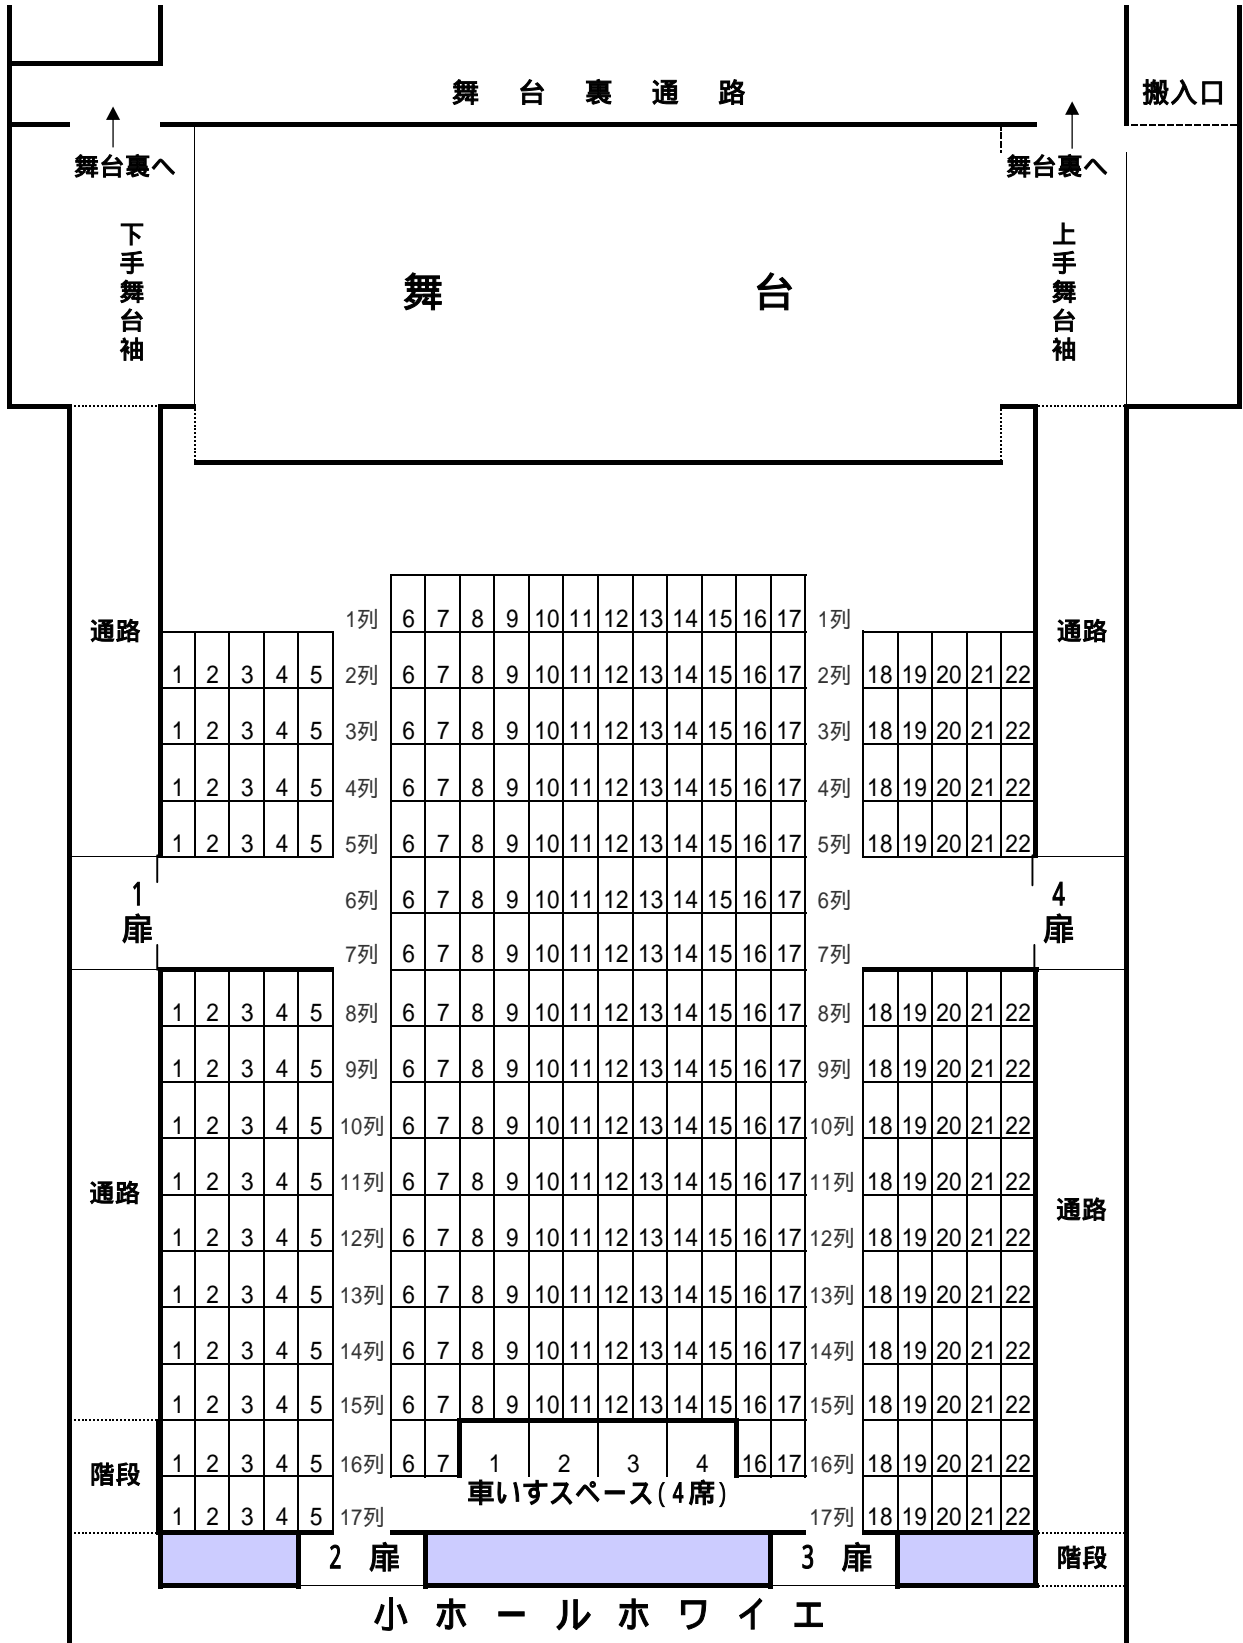 舞台裏通路
搬入口
舞台裏へ
舞台裏へ
下手舞台袖
舞台
上手舞台袖
通路
通路
1列 6 7 8 9 10 11 12 13 14 15 16 17 1列
1 2 3 4 5 2列 6 7 8 9 10 11 12 13 14 15 16 17 2列 18 19 20 21 22
1 2 3 4 5 3列 6 7 8 9 10 11 12 13 14 15 16 17 3列 18 19 20 21 22
1 2 3 4 5 4列 6 7 8 9 10 11 12 13 14 15 16 17 4列 18 19 20 21 22
1 2 3 4 5 5列 6 7 8 9 10 11 12 13 14 15 16 17 5列 18 19 20 21 22
1
扉
6列 6 7 8 9 10 11 12 13 14 15 16 17 6列
7列 6 7 8 9 10 11 12 13 14 15 16 17 7列
4
扉
1 2 3 4 5 8列 6 7 8 9 10 11 12 13 14 15 16 17 8列 18 19 20 21 22
1 2 3 4 5 9列 6 7 8 9 10 11 12 13 14 15 16 17 9列 18 19 20 21 22
1 2 3 4 5 10列 6 7 8 9 10 11 12 13 14 15 16 17 10列 18 19 20 21 22
1 2 3 4 5 11列 6 7 8 9 10 11 12 13 14 15 16 17 11列 18 19 20 21 22
通路
通路
1 2 3 4 5 12列 6 7 8 9 10 11 12 13 14 15 16 17 12列 18 19 20 21 22
1 2 3 4 5 13列 6 7 8 9 10 11 12 13 14 15 16 17 13列 18 19 20 21 22
1 2 3 4 5 14列 6 7 8 9 10 11 12 13 14 15 16 17 14列 18 19 20 21 22
1 2 3 4 5 15列 6 7 8 9 10 11 12 13 14 15 16 17 15列 18 19 20 21 22
階段
1 2 3 4 5 16列 6 7 1 2 3 4 16 17 16列 18 19 20 21 22
車いすスペース(4席)
1 2 3 4 5 17列 17列 18 19 20 21 22
2 扉
3 扉
階段
小ホールホワイエ